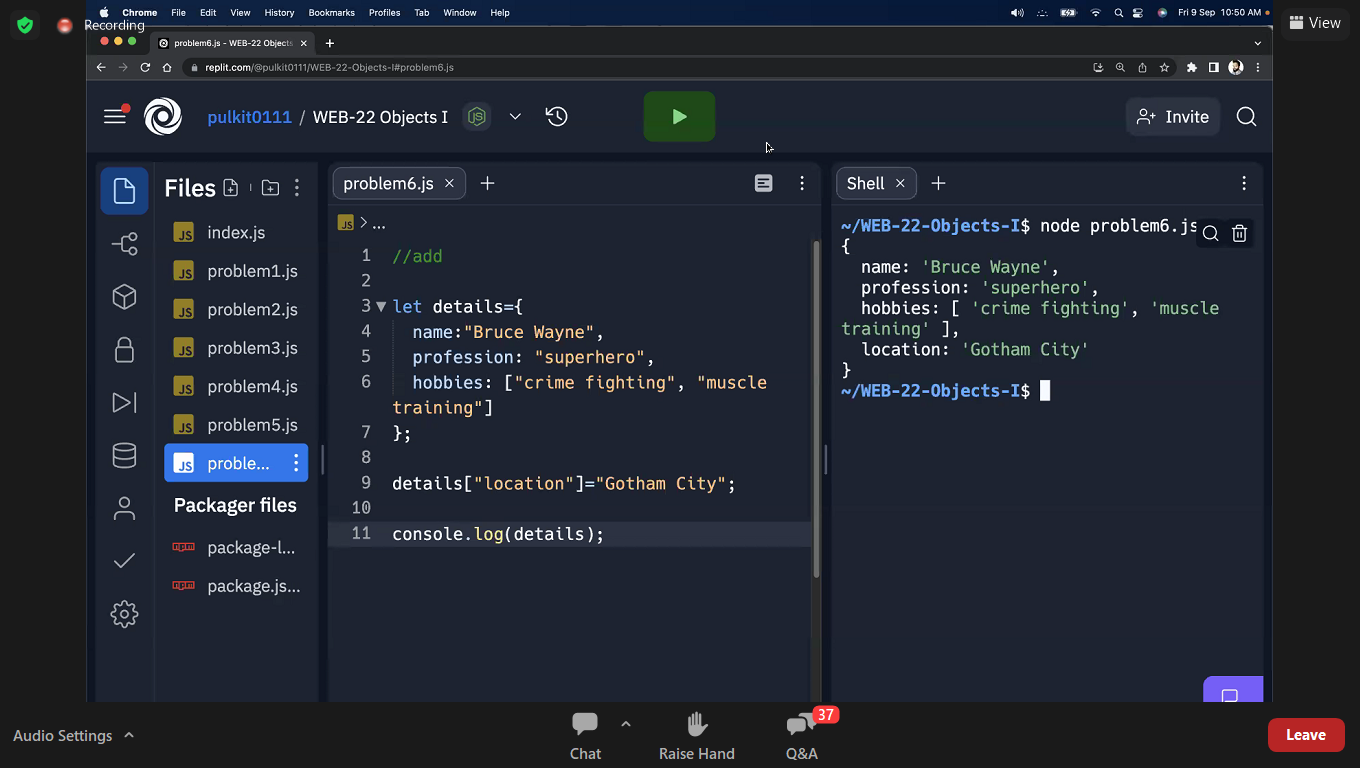 Recording
Chrome File Edit View History Bookmarks Profiles Tab Window Help
Fri 9 Sep 10:50 AM
View
problem6.js - WEB-22 Objects
replit.com/@pulkit0111/WEB-22-Objects-I#problem6.js
pulkit0111 / WEB-22 Objects I
Invite
Files
index.js
problem1.js
problem2.js
problem3.js
problem4.js
problem5.js
proble...
Packager files
package-l...
package.js...
problem6.js
JS > ...
1 //add
2
3 let details={
4 name:"Bruce Wayne",
5 profession: "superhero",
6 hobbies: ["crime fighting", "muscle
training"]
7 };
8
9 details["location"]="Gotham City";
10
11 console.log(details);
Shell
~/WEB-22-Objects-I$ node problem6.js
{
name: 'Bruce Wayne',
profession: 'superhero',
hobbies: [ 'crime fighting', 'muscle
training' ],
location: 'Gotham City'
}
~/WEB-22-Objects-I$
Audio Settings
Chat
Raise Hand
37
Q&A
Leave